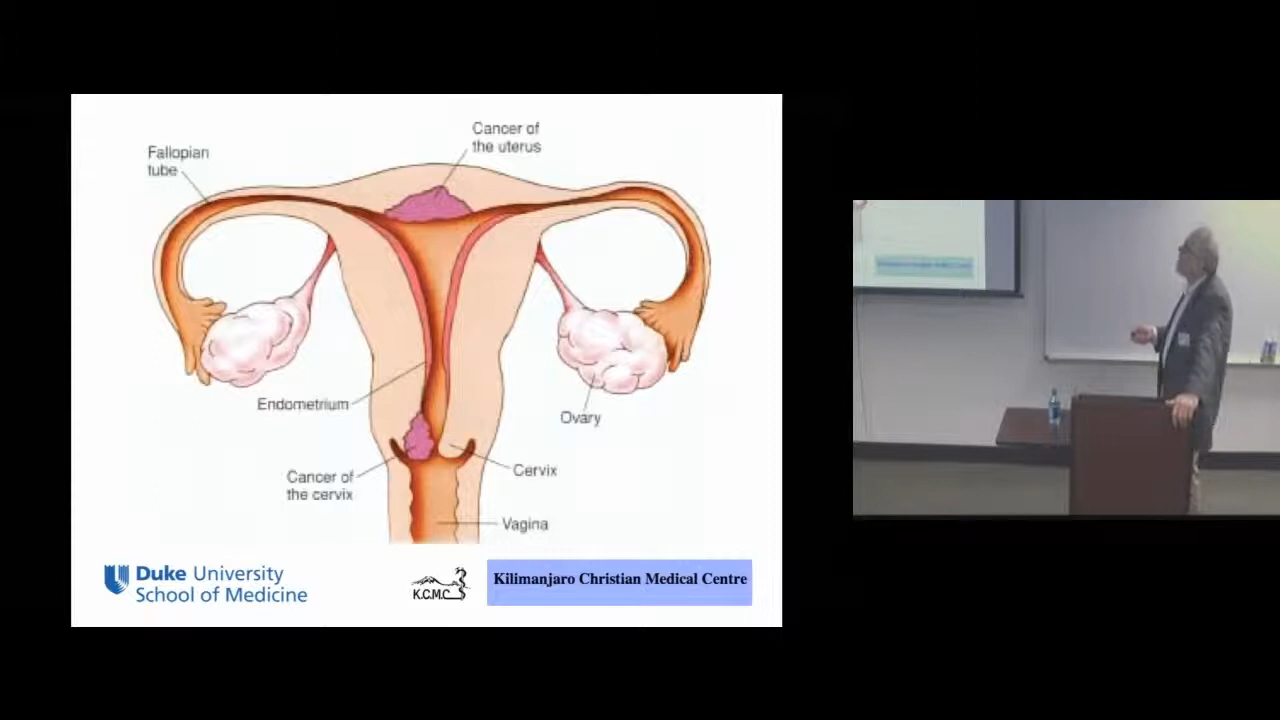 Cancer of
the uterus
Fallopian
tube
Endometrium
Ovary
Cancer of
the cervix
Cervix
Vagina
Duke University
School of Medicine
K.C.M.C
Kilimanjaro Christian Medical Centre